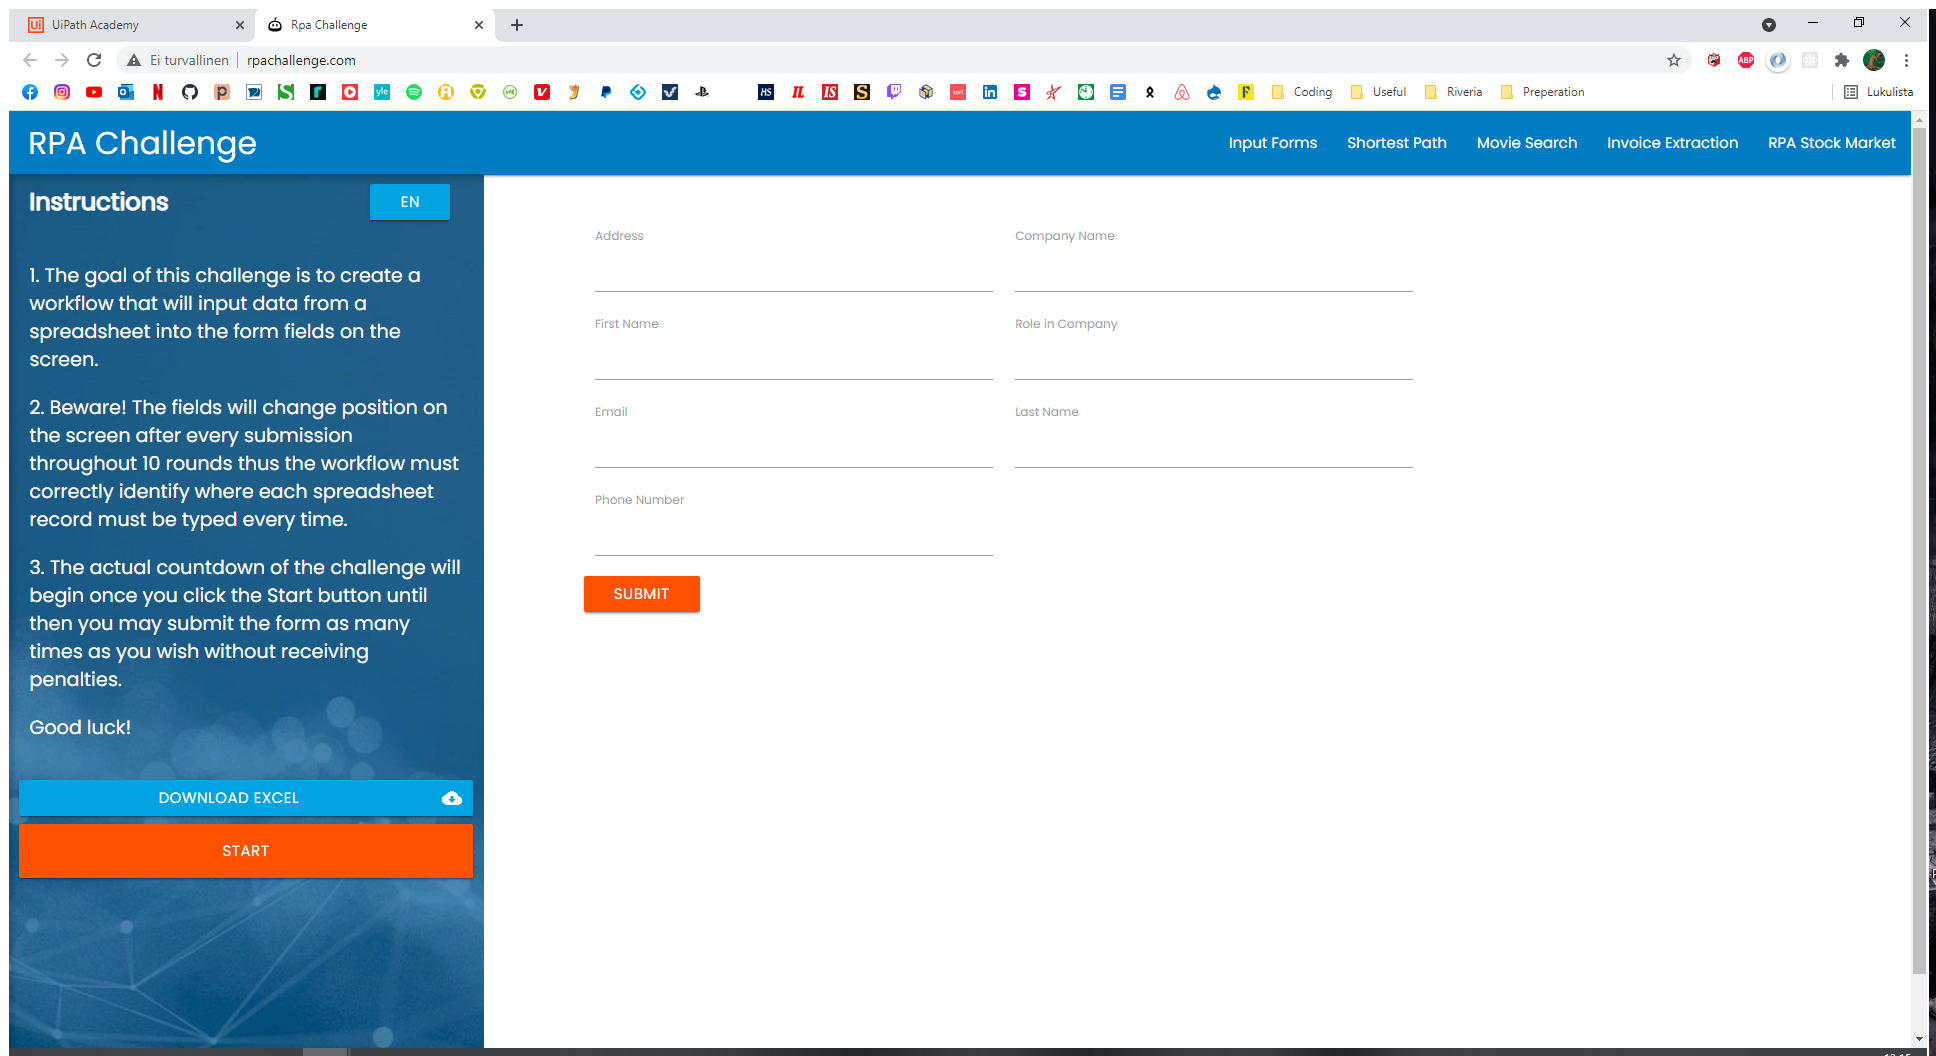 UiPath Academy
Rpa Challenge
Ei turvallinen
rpachallenge.com
ABP
yle
HS
IL
IS
S
tori
Coding
Useful
Riveria
Preperation
Lukulista
RPA Challenge
Input Forms
Shortest Path
Movie Search
Invoice Extraction
RPA Stock Market
Instructions
EN
1. The goal of this challenge is to create a
workflow that will input data from a
spreadsheet into the form fields on the
screen.
2. Beware! The fields will change position on
the screen after every submission
throughout 10 rounds thus the workflow must
correctly identify where each spreadsheet
record must be typed every time.
3. The actual countdown of the challenge will
begin once you click the Start button until
then you may submit the form as many
times as you wish without receiving
penalties.
Good luck!
DOWNLOAD EXCEL
START
Address
Company Name
First Name
Role in Company
Email
Last Name
Phone Number
SUBMIT